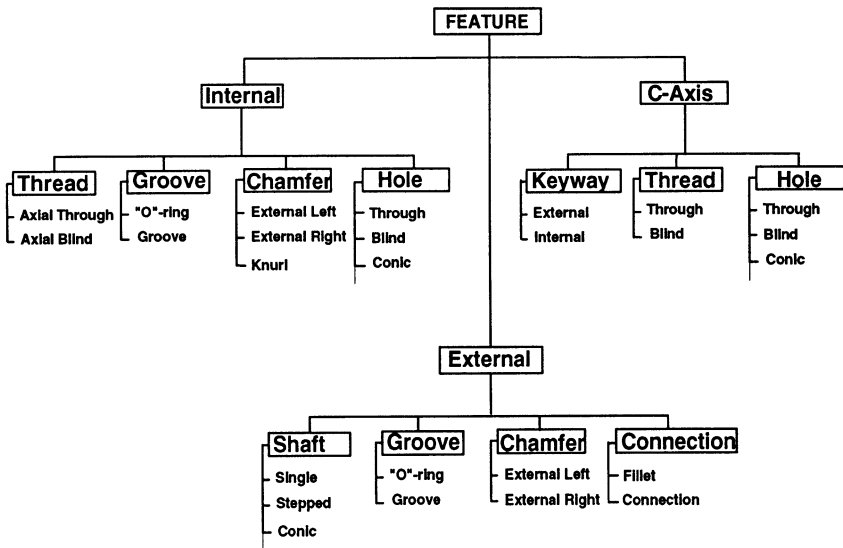 FEATURE
Internal
C-Axis
Thread
Axial Through
Axial Blind
Groove
"O"-ring
Groove
Chamfer
External Left
External Right
Knurl
Hole
Through
Blind
Conic
Keyway
External
Internal
Thread
Through
Blind
Hole
Through
Blind
Conic
External
Shaft
Single
Stepped
Conic
Groove
"O"-ring
Groove
Chamfer
External Left
External Right
Connection
Fillet
Connection